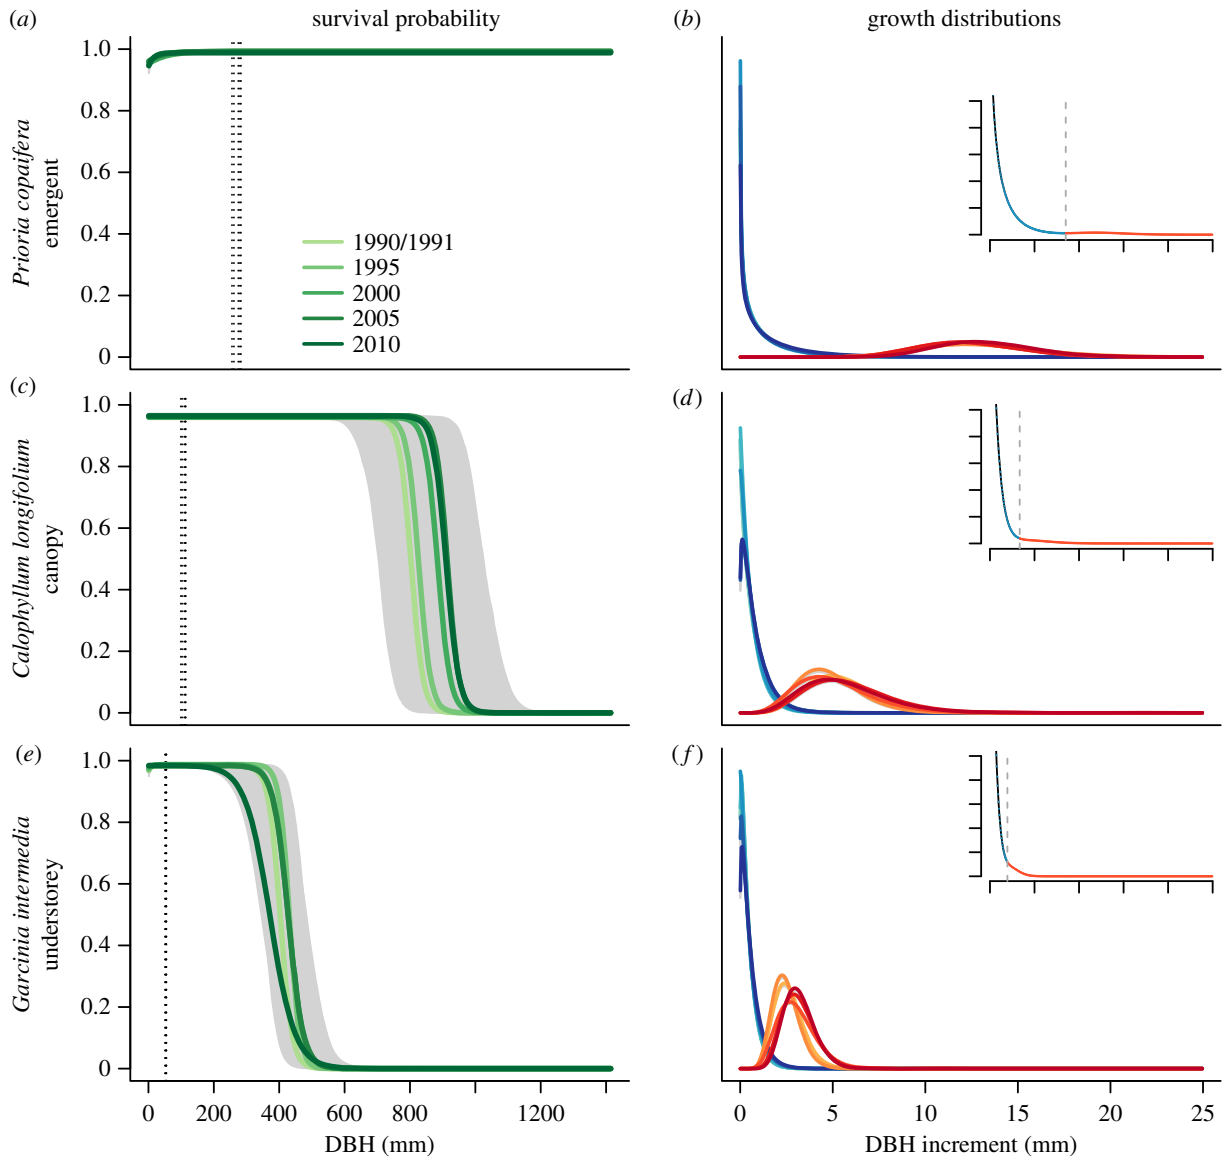 (a)
survival probability
(b)
growth distributions
1.0
0.8
0.6
0.4
0.2
0
Prioria copaifera
emergent
1990/1991
1995
2000
2005
2010
(c)
(d)
1.0
0.8
0.6
0.4
0.2
0
Calophyllum longifolium
canopy
(e)
(f)
1.0
0.8
0.6
0.4
0.2
0
Garcinia intermedia
understorey
0 200 400 600 800 1200
DBH (mm)
0 5 10 15 20 25
DBH increment (mm)